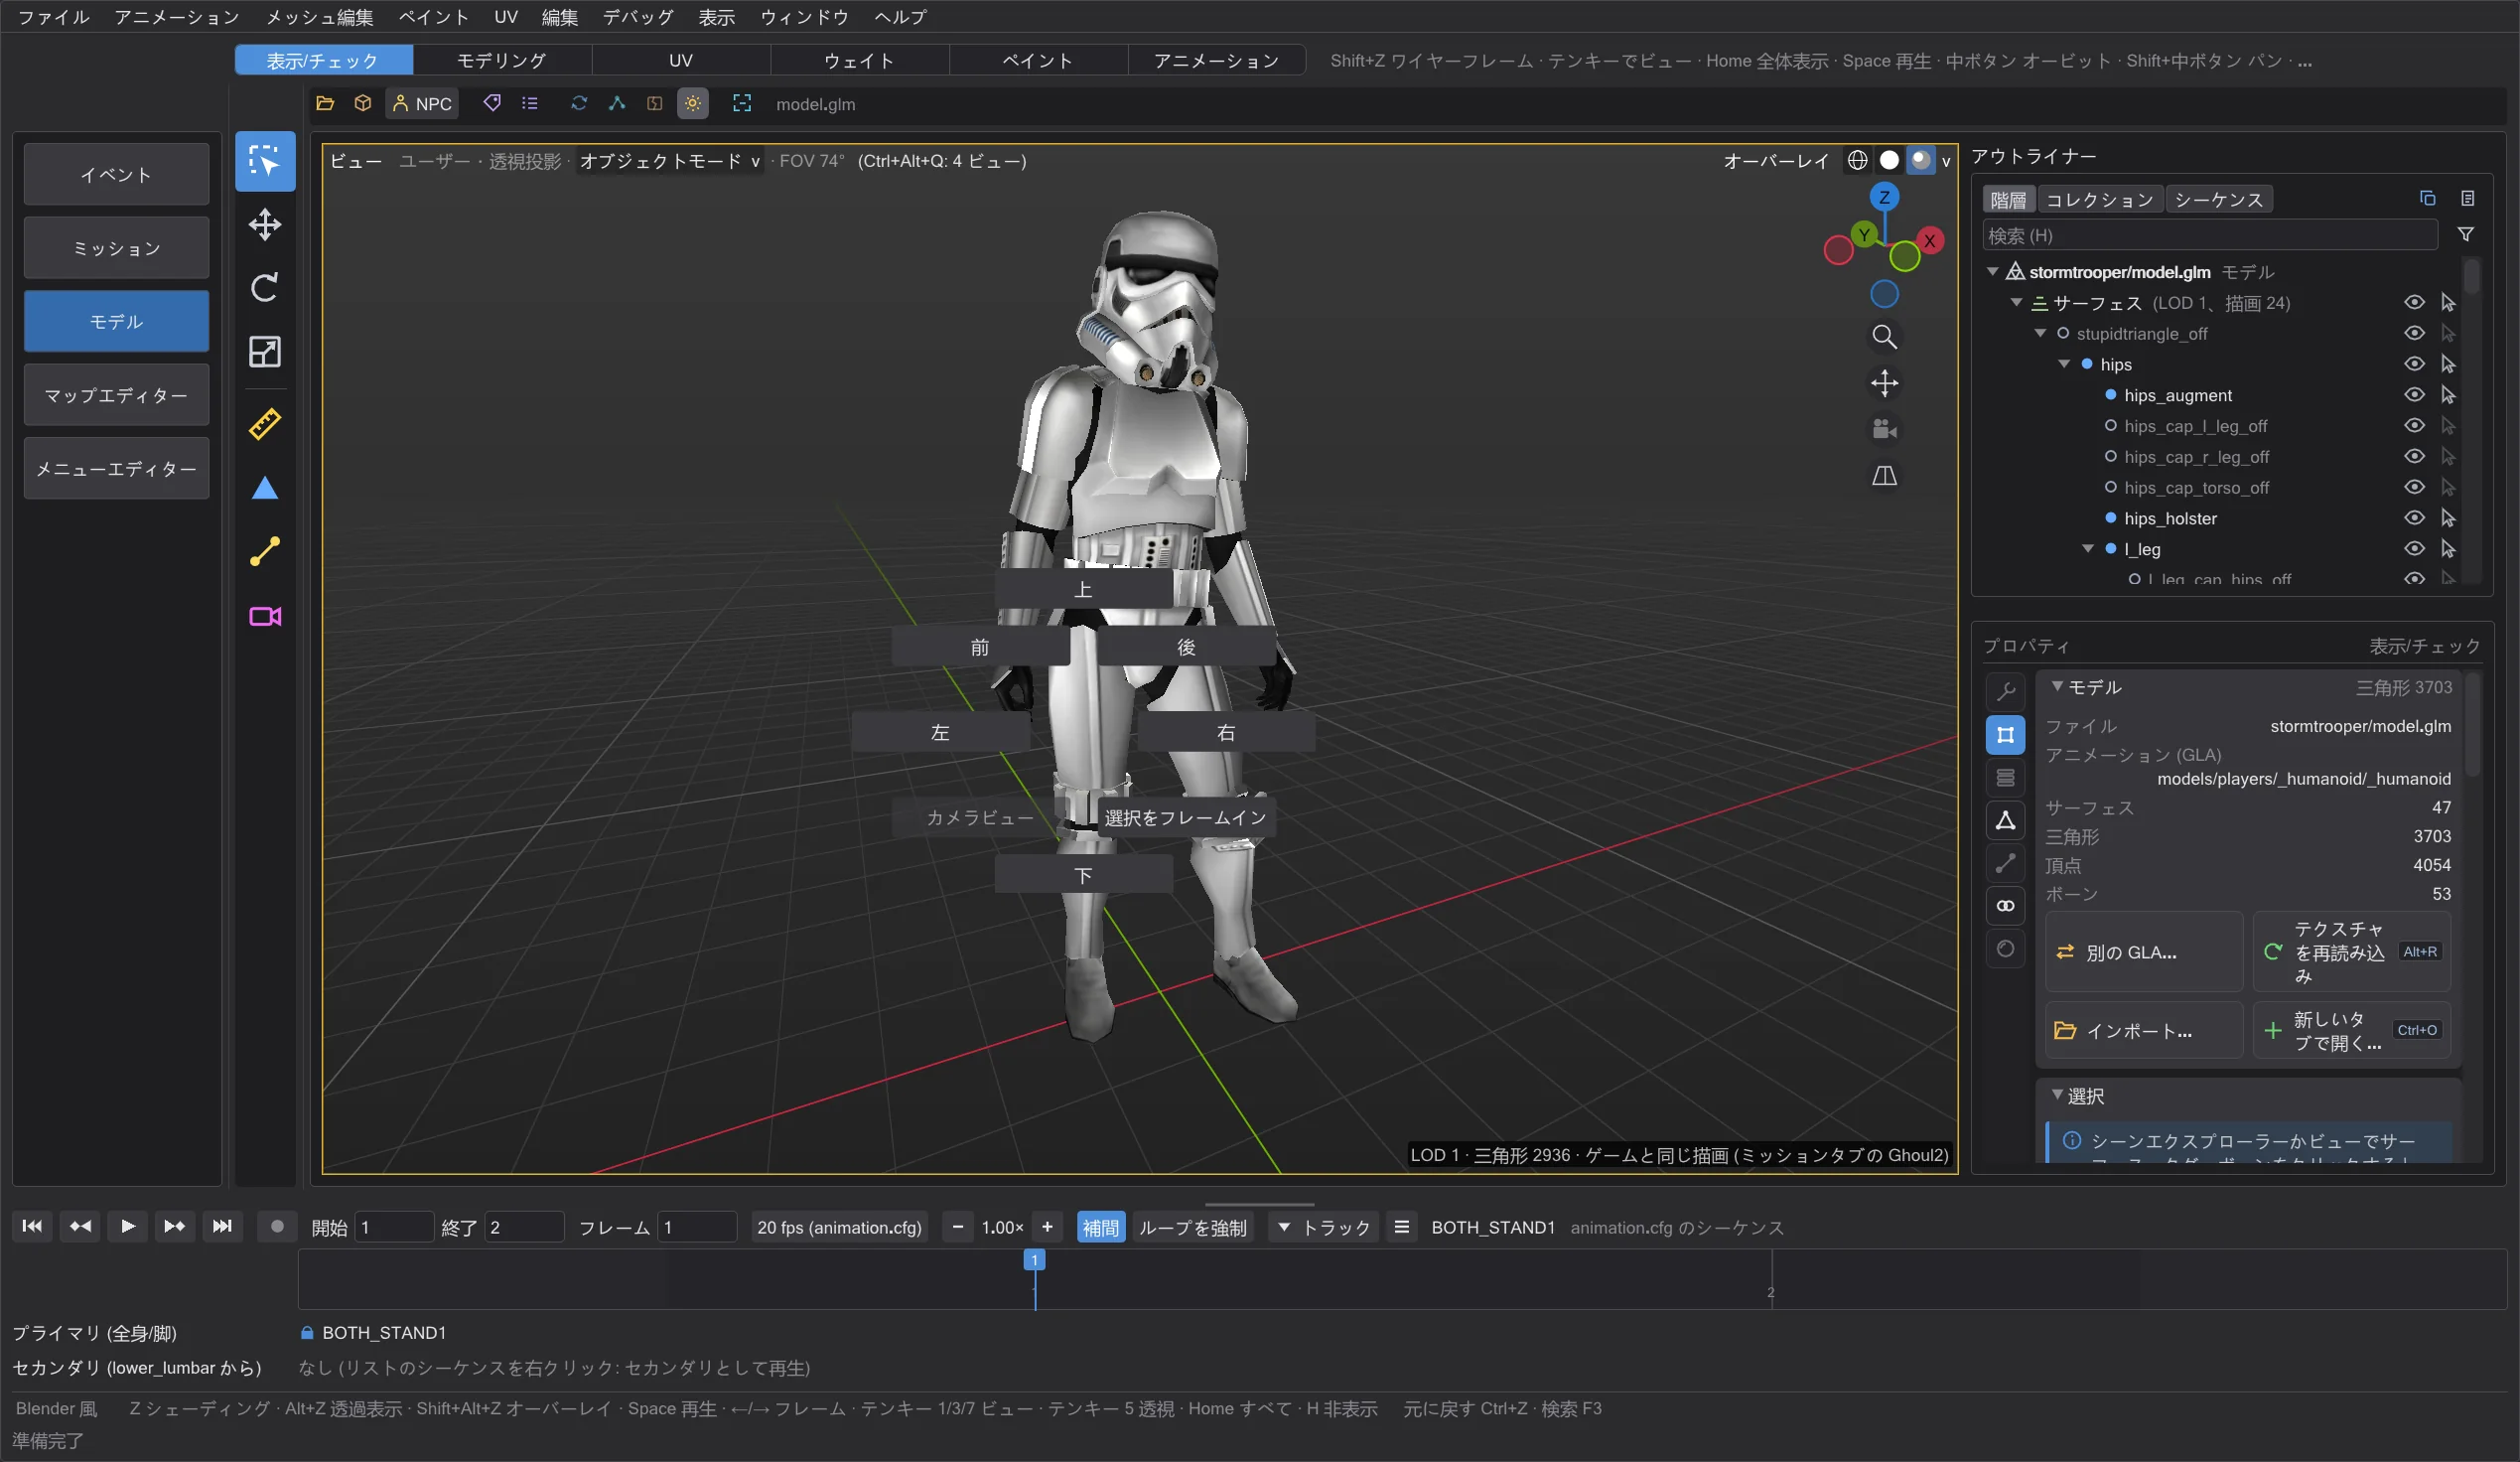 ファイル アニメーション メッシュ編集 ペイント UV 編集 デバッグ 表示 ウィンドウ ヘルプ
表示/チェック モデリング UV ウェイト ペイント アニメーション Shift+Z ワイヤーフレーム · テンキーでビュー · Home 全体表示 · Space 再生 · 中ボタン オービット · Shift+中ボタン パン · ...
NPC model.glm
イベント
ミッション
モデル
マップエディター
メニューエディター
ビュー ユーザー · 透視投影 · オブジェクトモード v · FOV 74° (Ctrl+Alt+Q: 4 ビュー) オーバーレイ v
Z
Y
X
上
前 後
左 右
カメラビュー 選択をフレームイン
下
LOD 1 · 三角形 2936 · ゲームと同じ描画 (ミッションタブの Ghoul2)
アウトライナー
階層 コレクション シーケンス
検索 (H)
stormtrooper/model.glm モデル
サーフェス (LOD 1、描画 24)
stupidtriangle_off
hips
hips_augment
hips_cap_l_leg_off
hips_cap_r_leg_off
hips_cap_torso_off
hips_holster
l_leg
l_leg_cap_hips_off
プロパティ 表示/チェック
モデル 三角形 3703
ファイル stormtrooper/model.glm
アニメーション (GLA)
models/players/_humanoid/_humanoid
サーフェス 47
三角形 3703
頂点 4054
ボーン 53
別の GLA...
テクスチャ
を再読み込
み
Alt+R
インポート...
新しいタ
ブで開く...
Ctrl+O
選択
シーンエクスプローラーかビューでサー
開始 1 終了 2 フレーム 1 20 fps (animation.cfg) − 1.00× + 補間 ループを強制 トラック BOTH_STAND1 animation.cfg のシーケンス
1
2
プライマリ (全身/脚) BOTH_STAND1
セカンダリ (lower_lumbar から) なし (リストのシーケンスを右クリック: セカンダリとして再生)
Blender 風 Z シェーディング · Alt+Z 透過表示 · Shift+Alt+Z オーバーレイ · Space 再生 · ←/→ フレーム · テンキー 1/3/7 ビュー · テンキー 5 透視 · Home すべて · H 非表示 元に戻す Ctrl+Z · 検索 F3
準備完了